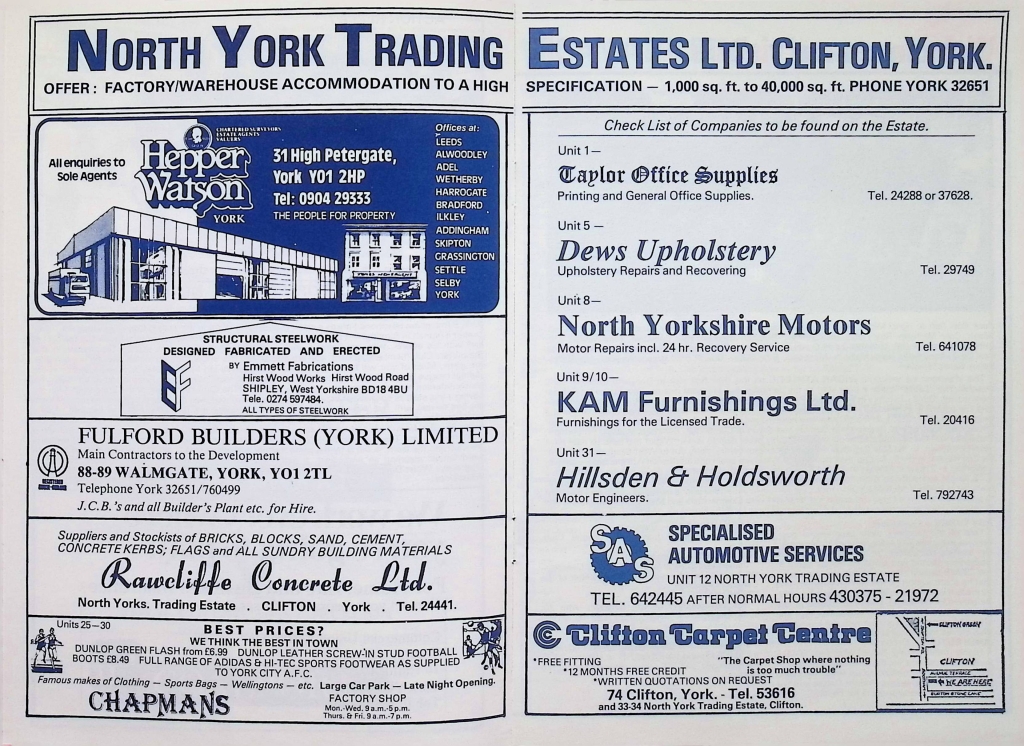 NORTH YORK TRADING ESTATES LTD. CLIFTON, YORK.
OFFER: FACTORY/WAREHOUSE ACCOMMODATION TO A HIGH SPECIFICATION — 1,000 sq. ft. to 40,000 sq. ft. PHONE YORK 32651
All enquiries to
Sole Agents
CHARTERED SURVEYORS
ESTATE AGENTS
VALUERS
Hepper
Watson
YORK
31 High Petergate,
York YO1 2HP
Tel: 0904 29333
THE PEOPLE FOR PROPERTY
Offices at:
LEEDS
ALWOODLEY
ADEL
WETHERBY
HARROGATE
BRADFORD
ILKLEY
ADDINGHAM
SKIPTON
GRASSINGTON
SETTLE
SELBY
YORK
STRUCTURAL STEELWORK
DESIGNED FABRICATED AND ERECTED
EF
BY Emmett Fabrications
Hirst Wood Works Hirst Wood Road
SHIPLEY, West Yorkshire BD18 4BU
Tele. 0274 597484.
ALL TYPES OF STEELWORK
FULFORD BUILDERS (YORK) LIMITED
Main Contractors to the Development
88-89 WALMGATE, YORK, YO1 2TL
Telephone York 32651/760499
J.C.B.'s and all Builder's Plant etc. for Hire.
Suppliers and Stockists of BRICKS, BLOCKS, SAND, CEMENT,
CONCRETE KERBS; FLAGS and ALL SUNDRY BUILDING MATERIALS
Rawcliffe Concrete Ltd.
North Yorks. Trading Estate . CLIFTON . York . Tel. 24441.
Units 25—30
BEST PRICES?
WE THINK THE BEST IN TOWN
DUNLOP GREEN FLASH from £6.99 DUNLOP LEATHER SCREW-IN STUD FOOTBALL
BOOTS £8.49 FULL RANGE OF ADIDAS & HI-TEC SPORTS FOOTWEAR AS SUPPLIED
TO YORK CITY A.F.C.
Famous makes of Clothing — Sports Bags — Wellingtons — etc. Large Car Park — Late Night Opening.
CHAPMANS
FACTORY SHOP
Mon.-Wed. 9 a.m.-5 p.m.
Thurs. & Fri. 9 a.m.-7 p.m.
Check List of Companies to be found on the Estate.
Unit 1—
Taylor Office Supplies
Printing and General Office Supplies. Tel. 24288 or 37628.
Unit 5 —
Dews Upholstery
Upholstery Repairs and Recovering Tel. 29749
Unit 8—
North Yorkshire Motors
Motor Repairs incl. 24 hr. Recovery Service Tel. 641078
Unit 9/10—
KAM Furnishings Ltd.
Furnishings for the Licensed Trade. Tel. 20416
Unit 31—
Hillsden & Holdsworth
Motor Engineers. Tel. 792743
SAS
SPECIALISED
AUTOMOTIVE SERVICES
UNIT 12 NORTH YORK TRADING ESTATE
TEL. 642445 AFTER NORMAL HOURS 430375 - 21972
Clifton Carpet Centre
*FREE FITTING
*12 MONTHS FREE CREDIT
*WRITTEN QUOTATIONS ON REQUEST
"The Carpet Shop where nothing
is too much trouble"
74 Clifton, York. - Tel. 53616
and 33-34 North York Trading Estate, Clifton.
CLIFTON GREEN
CLIFTON
AVENUE TERRACE
WE ARE HERE
BURTON STONE LANE